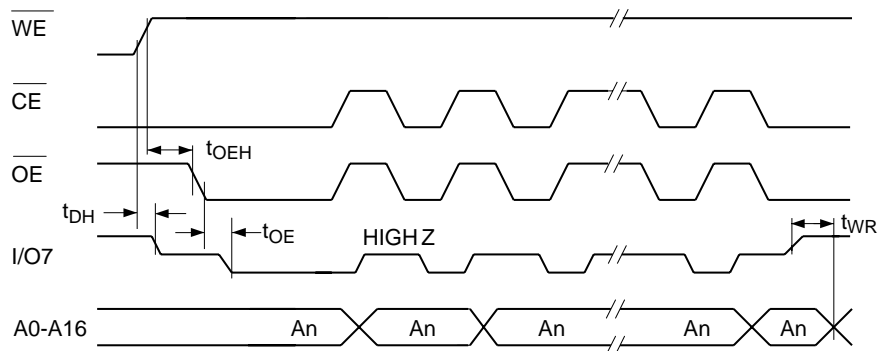 WE
CE
tOEH
OE
tDH
tOE
HIGH Z
tWR
I/O7
A0-A16 An An An An An